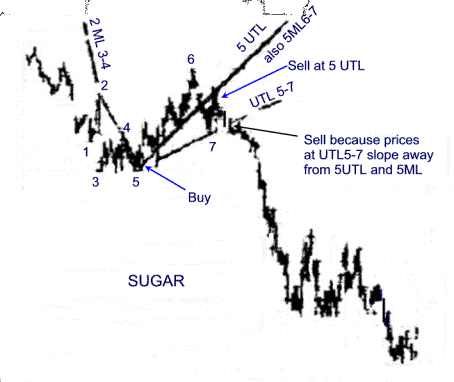 2 ML 3-4
5 UTL
also 5ML6-7
6
Sell at 5 UTL
2
UTL 5-7
4
1
7
Sell because prices
at UTL5-7 slope away
from 5UTL and 5ML
3
5
Buy
SUGAR